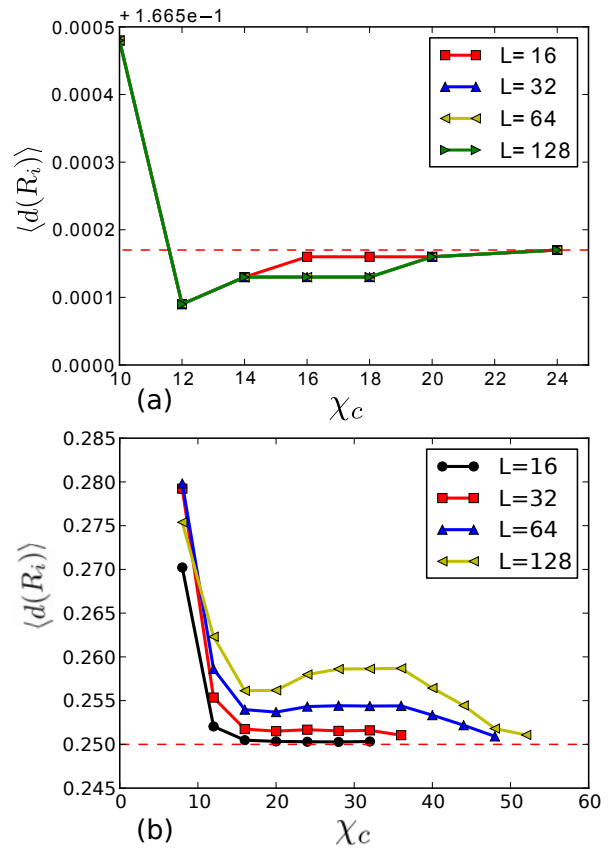 +1.665e−1
0.0005
0.0004
0.0003
0.0002
0.0001
0.0000
⟨d(R_i)⟩
L= 16
L= 32
L= 64
L= 128
10 12 14 16 18 20 22 24
(a) χ_c
0.285
0.280
0.275
0.270
0.265
0.260
0.255
0.250
0.245
⟨d(R_i)⟩
L=16
L=32
L=64
L=128
0 10 20 30 40 50 60
(b) χ_c